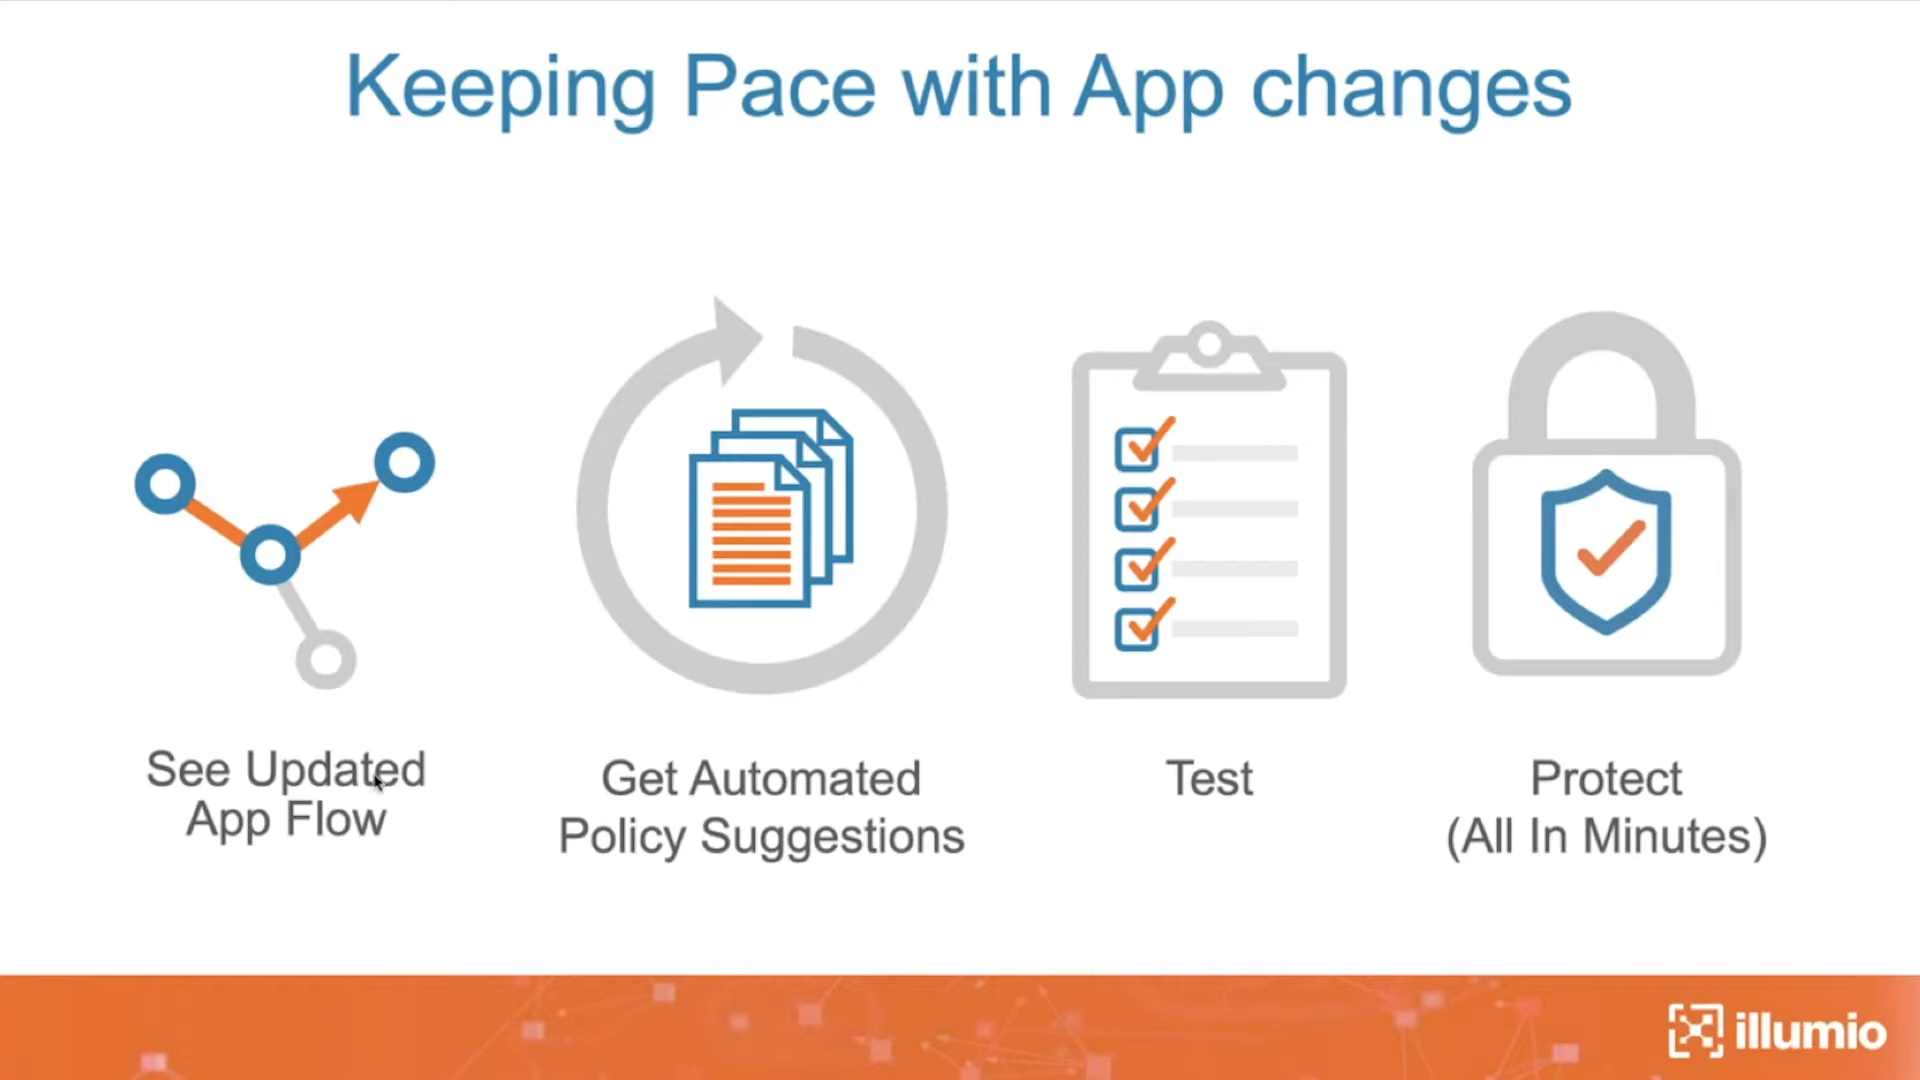 Keeping Pace with App changes
See Updated
App Flow
Get Automated
Policy Suggestions
Test
Protect
(All In Minutes)
illumio